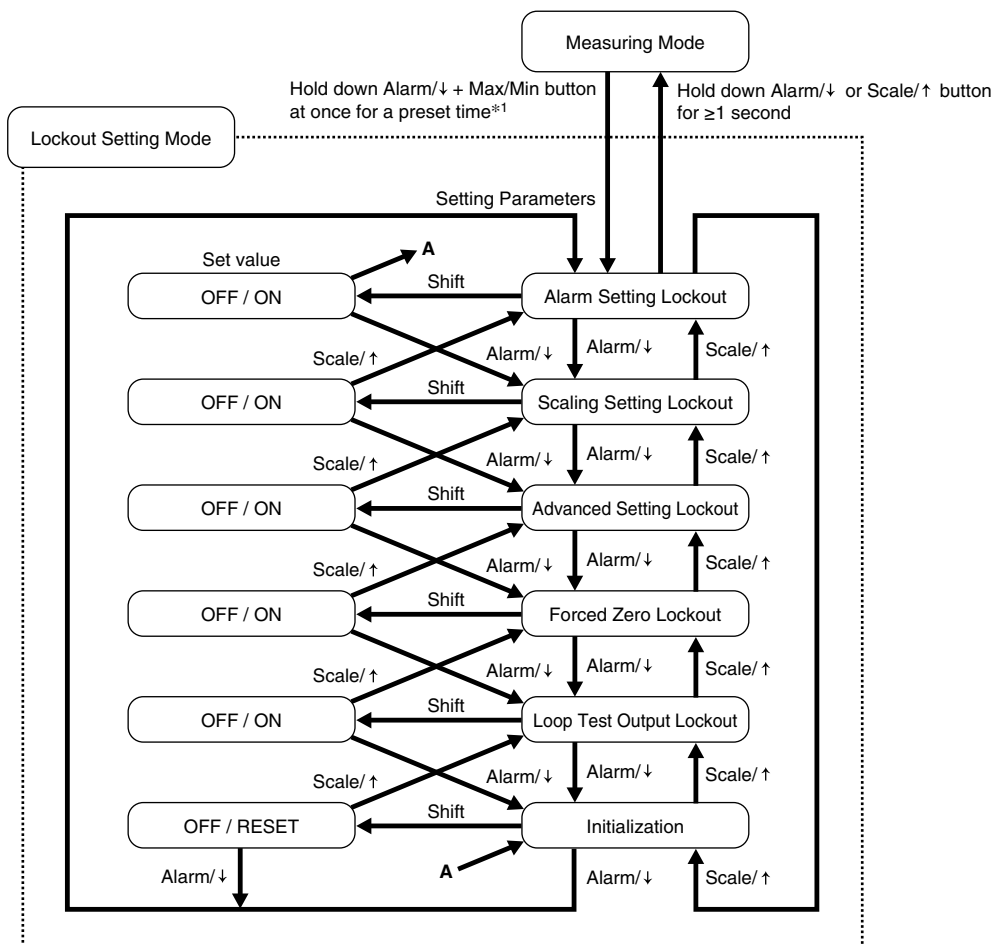 Measuring Mode
Hold down Alarm/↓ + Max/Min button
at once for a preset time*1
Hold down Alarm/↓ or Scale/↑ button
for ≥1 second
Lockout Setting Mode
Setting Parameters
A
Set value
OFF / ON
Shift
Alarm Setting Lockout
Scale/↑
Alarm/↓
Alarm/↓
Scale/↑
OFF / ON
Shift
Scaling Setting Lockout
Scale/↑
Alarm/↓
Alarm/↓
Scale/↑
OFF / ON
Shift
Advanced Setting Lockout
Scale/↑
Alarm/↓
Alarm/↓
Scale/↑
OFF / ON
Shift
Forced Zero Lockout
Scale/↑
Alarm/↓
Alarm/↓
Scale/↑
OFF / ON
Shift
Loop Test Output Lockout
Scale/↑
Alarm/↓
Alarm/↓
Scale/↑
OFF / RESET
Shift
Initialization
A
Alarm/↓
Alarm/↓
Scale/↑